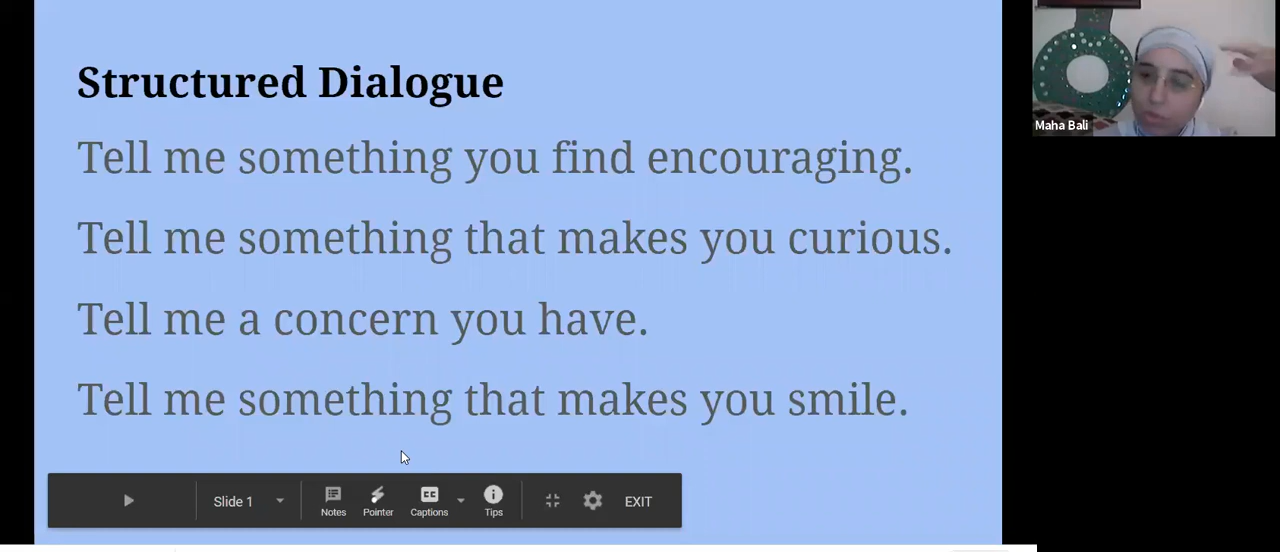 Structured Dialogue
Tell me something you find encouraging.
Tell me something that makes you curious.
Tell me a concern you have.
Tell me something that makes you smile.
Maha Bali
Slide 1
Notes
Pointer
CC
Captions
Tips
EXIT